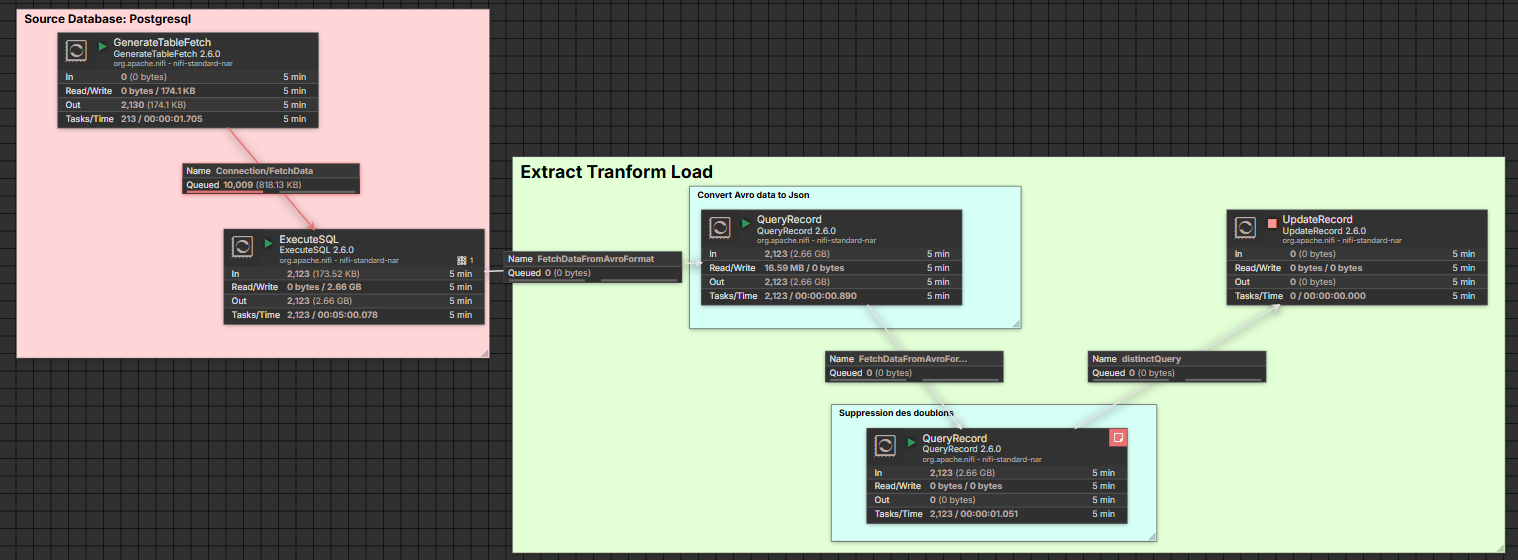 Source Database: Postgresql
GenerateTableFetch
GenerateTableFetch 2.6.0
org.apache.nifi - nifi-standard-nar
In 0 (0 bytes) 5 min
Read/Write 0 bytes / 174.1 KB 5 min
Out 2,130 (174.1 KB) 5 min
Tasks/Time 213 / 00:00:01.705 5 min
Name Connection/FetchData
Queued 10,009 (818.13 KB)
ExecuteSQL
ExecuteSQL 2.6.0
org.apache.nifi - nifi-standard-nar
1
In 2,123 (173.52 KB) 5 min
Read/Write 0 bytes / 2.66 GB 5 min
Out 2,123 (2.66 GB) 5 min
Tasks/Time 2,123 / 00:05:00.078 5 min
Name FetchDataFromAvroFormat
Queued 0 (0 bytes)
Extract Tranform Load
Convert Avro data to Json
QueryRecord
QueryRecord 2.6.0
org.apache.nifi - nifi-standard-nar
In 2,123 (2.66 GB) 5 min
Read/Write 16.59 MB / 0 bytes 5 min
Out 2,123 (2.66 GB) 5 min
Tasks/Time 2,123 / 00:00:00.890 5 min
UpdateRecord
UpdateRecord 2.6.0
org.apache.nifi - nifi-standard-nar
In 0 (0 bytes) 5 min
Read/Write 0 bytes / 0 bytes 5 min
Out 0 (0 bytes) 5 min
Tasks/Time 0 / 00:00:00.000 5 min
Name FetchDataFromAvroFor...
Queued 0 (0 bytes)
Name distinctQuery
Queued 0 (0 bytes)
Suppression des doublons
QueryRecord
QueryRecord 2.6.0
org.apache.nifi - nifi-standard-nar
In 2,123 (2.66 GB) 5 min
Read/Write 0 bytes / 0 bytes 5 min
Out 0 (0 bytes) 5 min
Tasks/Time 2,123 / 00:00:01.051 5 min